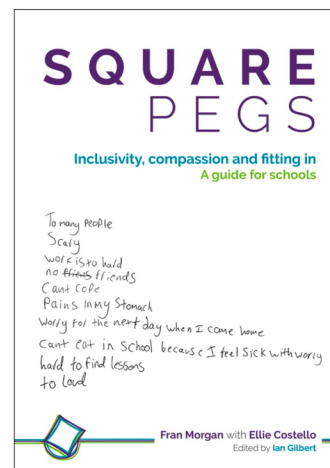 SQUARE
PEGS
Inclusivity, compassion and fitting in
A guide for schools
To many PeoPle
Scary
work is to hard
no friens friends
Cant cope
Pains in my Stomach
Worry for the next day when I come home
Cant eat in School because I feel Sick with worry
hard to find lessons
to loud
Fran Morgan with Ellie Costello
Edited by Ian Gilbert